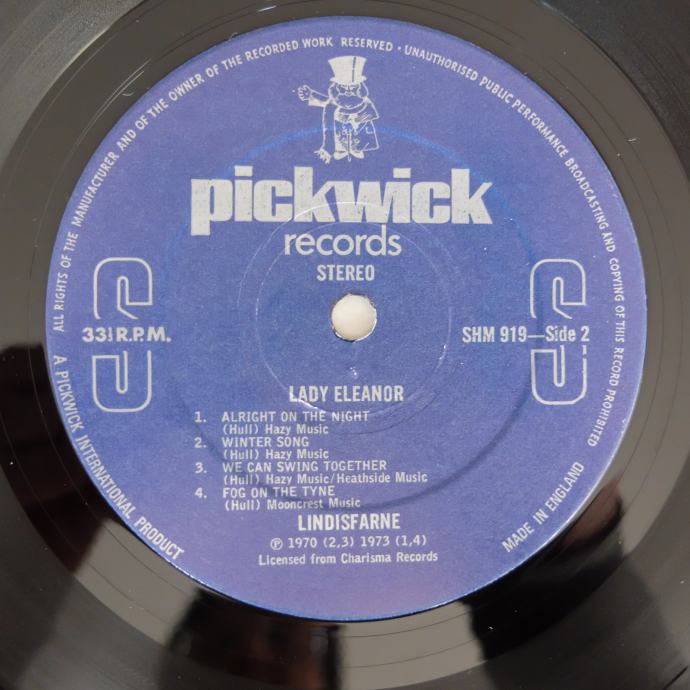 ALL RIGHTS OF THE MANUFACTURER AND OF THE OWNER OF THE RECORDED WORK RESERVED · UNAUTHORISED PUBLIC PERFORMANCE BROADCASTING AND COPYING OF THIS RECORD PROHIBITED
pickwick
records
STEREO
S S
33⅓ R.P.M. SHM 919—Side 2
LADY ELEANOR
1. ALRIGHT ON THE NIGHT
(Hull) Hazy Music
2. WINTER SONG
(Hull) Hazy Music
3. WE CAN SWING TOGETHER
(Hull) Hazy Music/Heathside Music
4. FOG ON THE TYNE
(Hull) Mooncrest Music
LINDISFARNE
℗ 1970 (2,3) 1973 (1,4)
Licensed from Charisma Records
A PICKWICK INTERNATIONAL PRODUCT
MADE IN ENGLAND